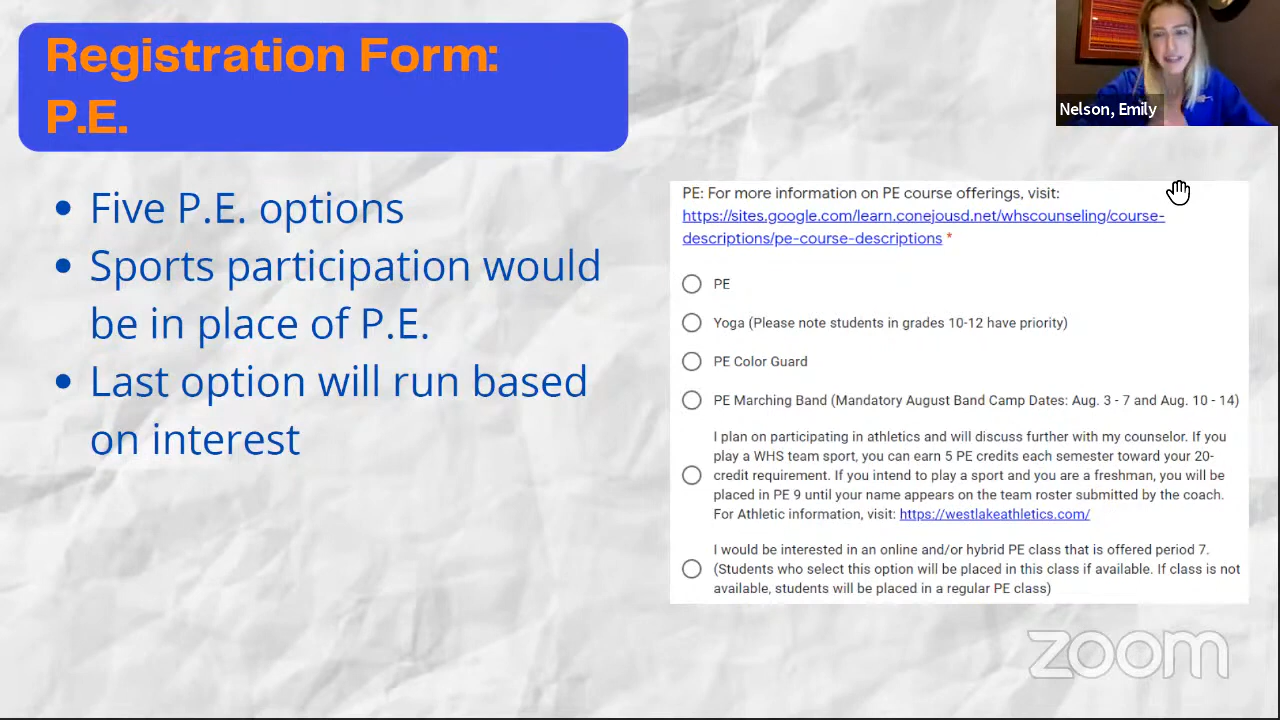 Registration Form:
P.E.
Nelson, Emily
• Five P.E. options
• Sports participation would
be in place of P.E.
• Last option will run based
on interest
PE: For more information on PE course offerings, visit:
https://sites.google.com/learn.conejousd.net/whscounseling/course-
descriptions/pe-course-descriptions *
PE
Yoga (Please note students in grades 10-12 have priority)
PE Color Guard
PE Marching Band (Mandatory August Band Camp Dates: Aug. 3 - 7 and Aug. 10 - 14)
I plan on participating in athletics and will discuss further with my counselor. If you
play a WHS team sport, you can earn 5 PE credits each semester toward your 20-
credit requirement. If you intend to play a sport and you are a freshman, you will be
placed in PE 9 until your name appears on the team roster submitted by the coach.
For Athletic information, visit: https://westlakeathletics.com/
I would be interested in an online and/or hybrid PE class that is offered period 7.
(Students who select this option will be placed in this class if available. If class is not
available, students will be placed in a regular PE class)
zoom